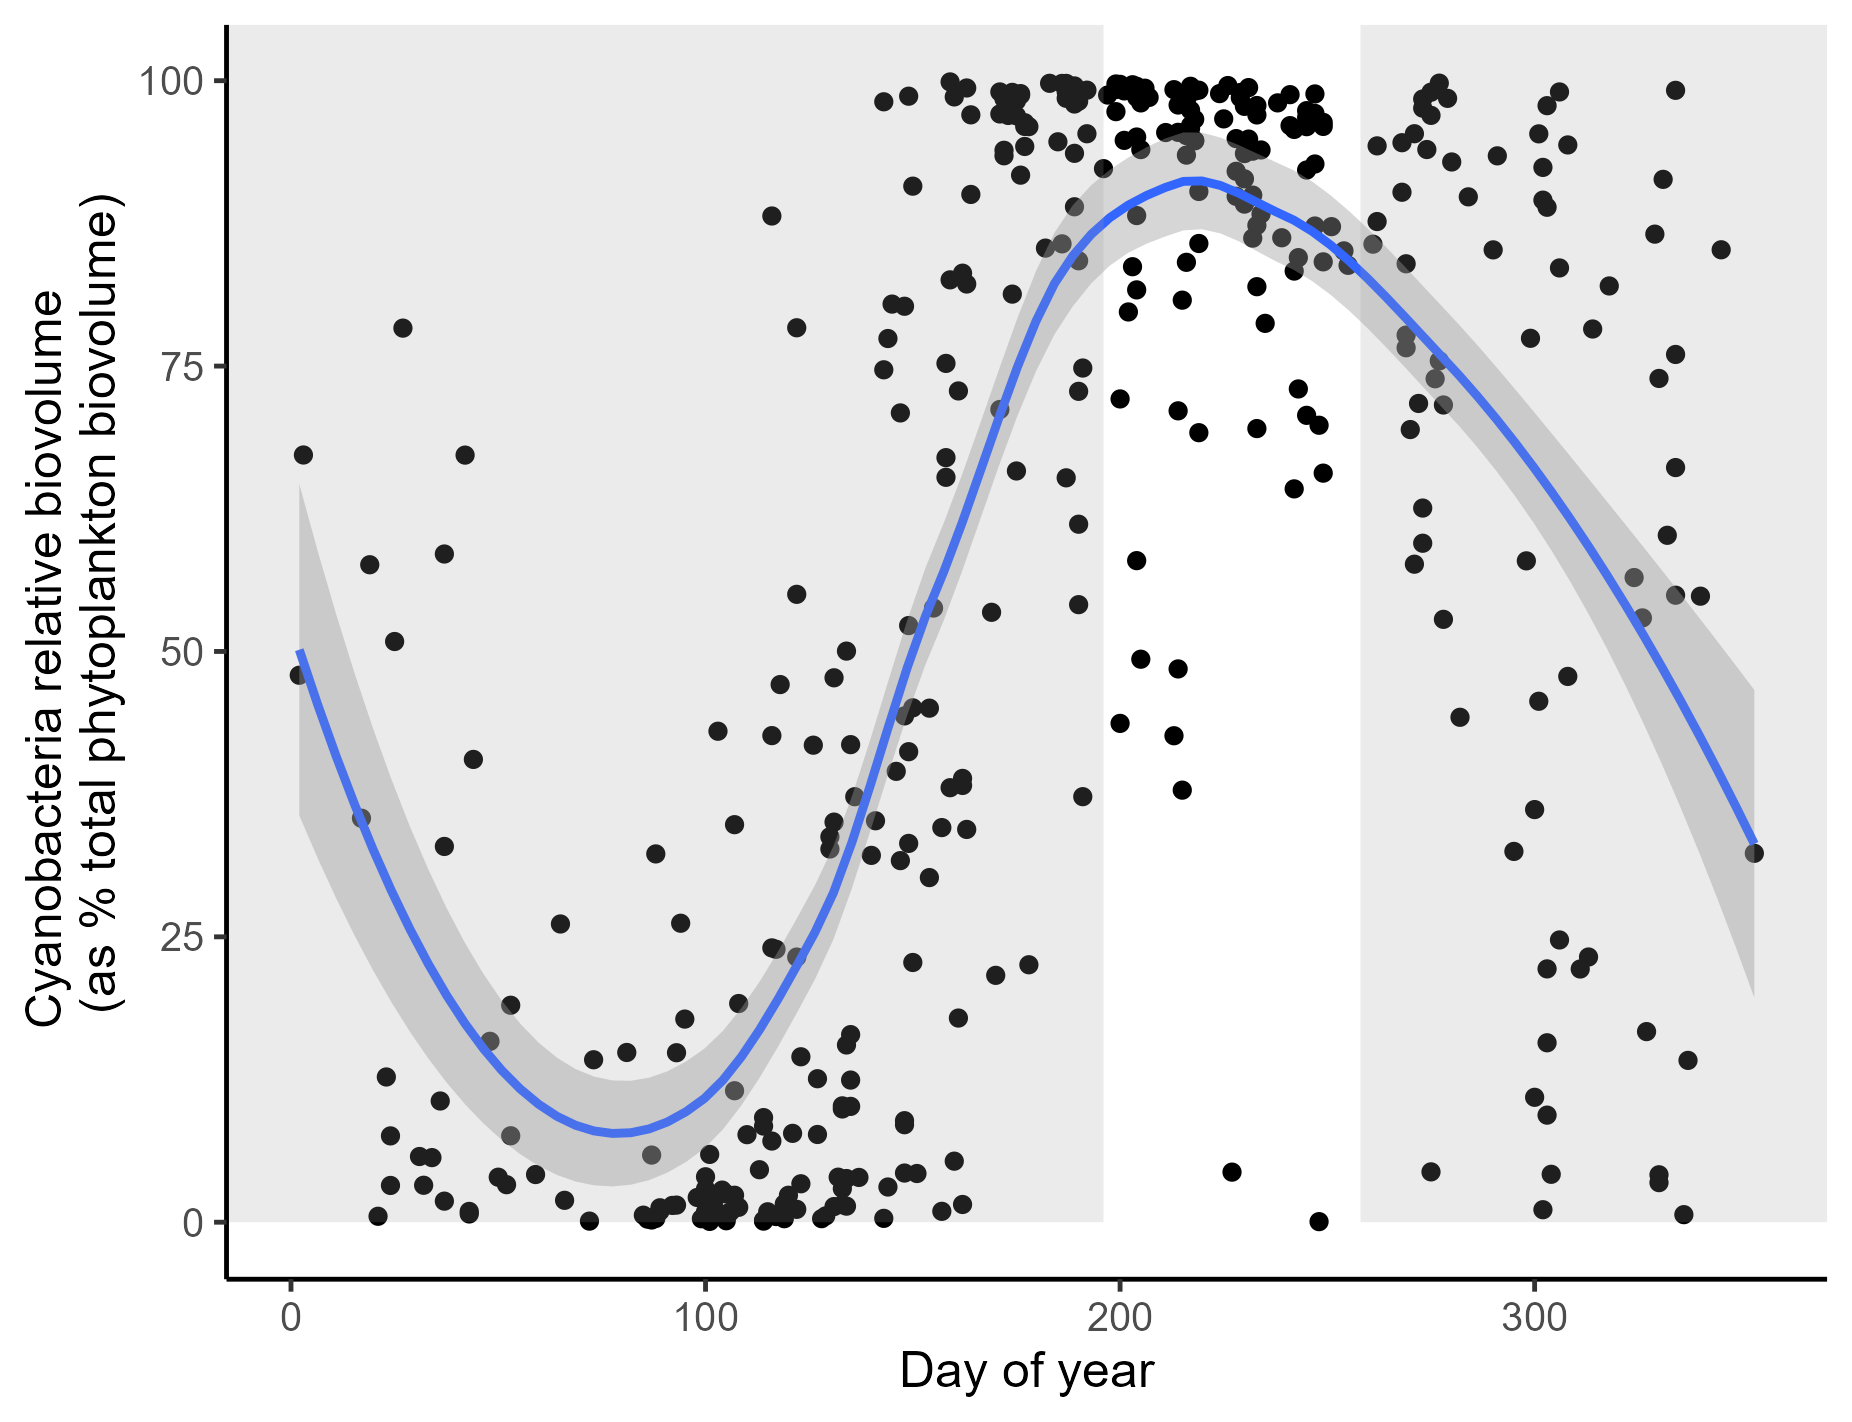 Cyanobacteria relative biovolume
(as % total phytoplankton biovolume)
100
75
50
25
0
0 100 200 300
Day of year